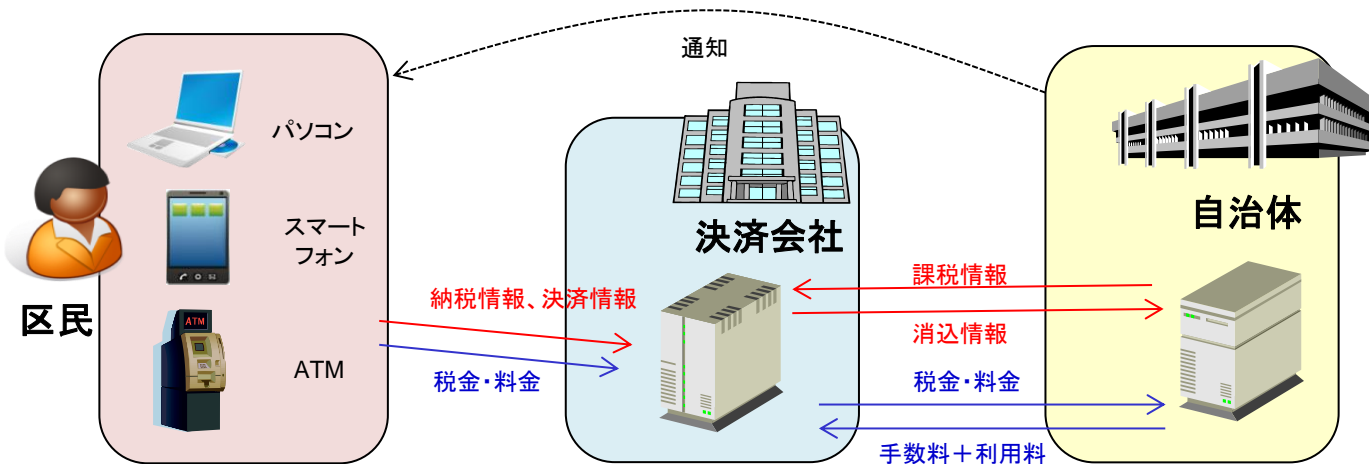 通知
パソコン
スマート
フォン
ATM
ATM
区民
決済会社
自治体
納税情報、決済情報
税金・料金
課税情報
消込情報
税金・料金
手数料＋利用料